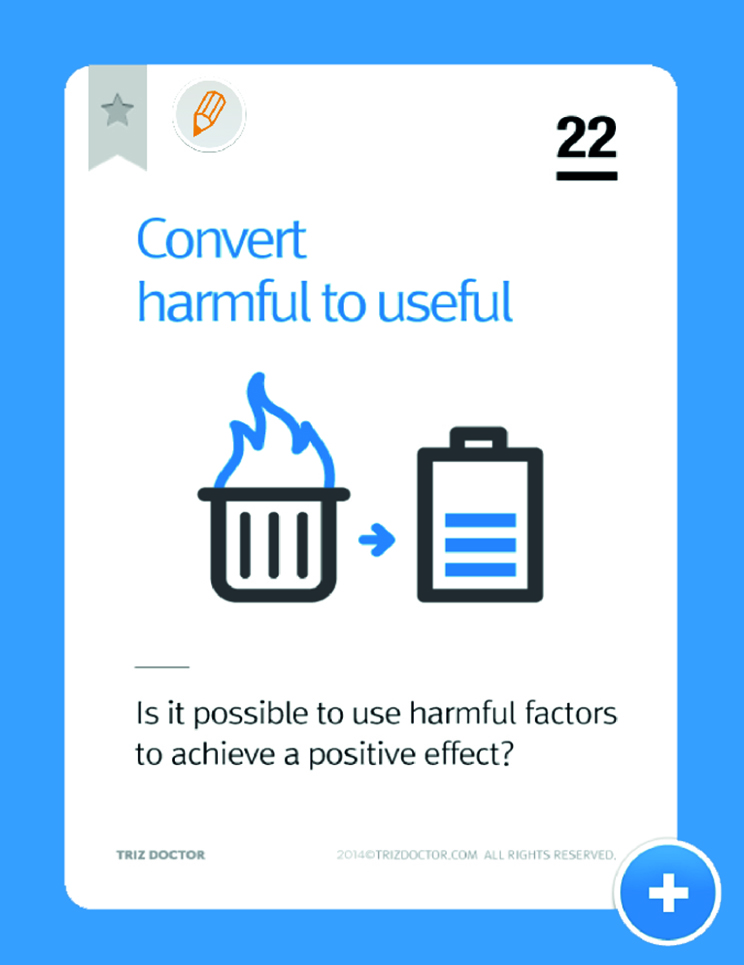 22
Convert
harmful to useful
Is it possible to use harmful factors
to achieve a positive effect?
TRIZ DOCTOR
2014©TRIZDOCTOR.COM ALL RIGHTS RESERVED.